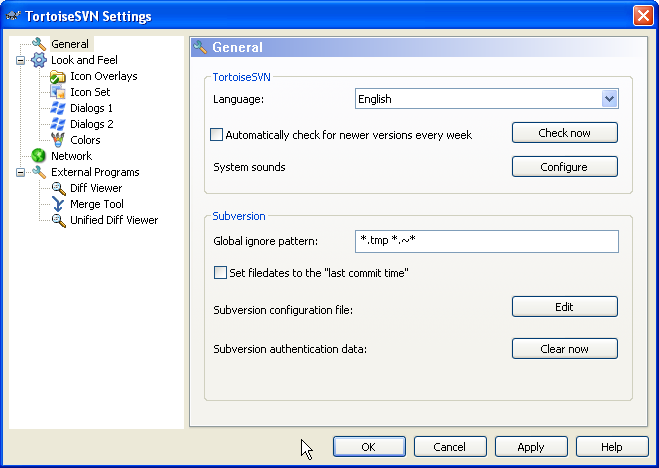 TortoiseSVN Settings
General
Look and Feel
Icon Overlays
Icon Set
Dialogs 1
Dialogs 2
Colors
Network
External Programs
Diff Viewer
Merge Tool
Unified Diff Viewer
General
TortoiseSVN
Language: English
Automatically check for newer versions every week Check now
System sounds Configure
Subversion
Global ignore pattern: *.tmp *.~*
Set filedates to the "last commit time"
Subversion configuration file: Edit
Subversion authentication data: Clear now
OK Cancel Apply Help